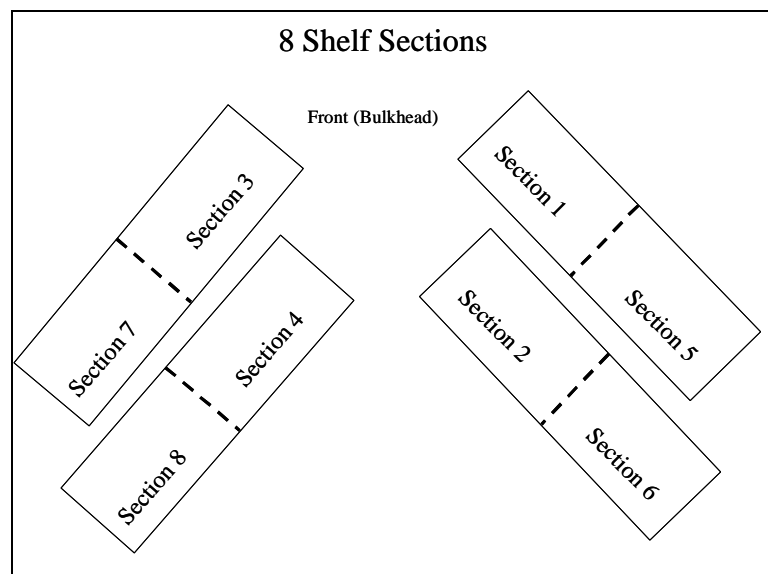 8 Shelf Sections
Front (Bulkhead)
Section 3
Section 1
Section 7
Section 4
Section 2
Section 5
Section 8
Section 6